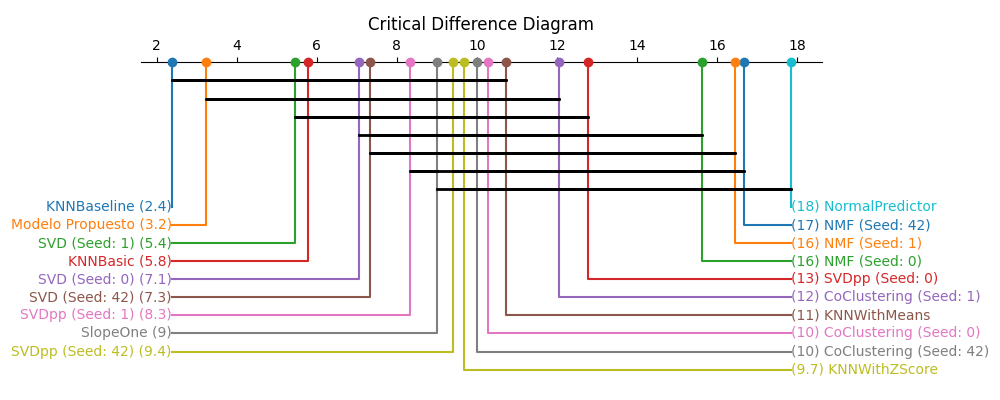 Critical Difference Diagram
2 4 6 8 10 12 14 16 18
KNNBaseline (2.4)
(18) NormalPredictor
Modelo Propuesto (3.2)
(17) NMF (Seed: 42)
SVD (Seed: 1) (5.4)
(16) NMF (Seed: 1)
KNNBasic (5.8)
(16) NMF (Seed: 0)
SVD (Seed: 0) (7.1)
(13) SVDpp (Seed: 0)
SVD (Seed: 42) (7.3)
(12) CoClustering (Seed: 1)
SVDpp (Seed: 1) (8.3)
(11) KNNWithMeans
SlopeOne (9)
(10) CoClustering (Seed: 0)
SVDpp (Seed: 42) (9.4)
(10) CoClustering (Seed: 42)
(9.7) KNNWithZScore